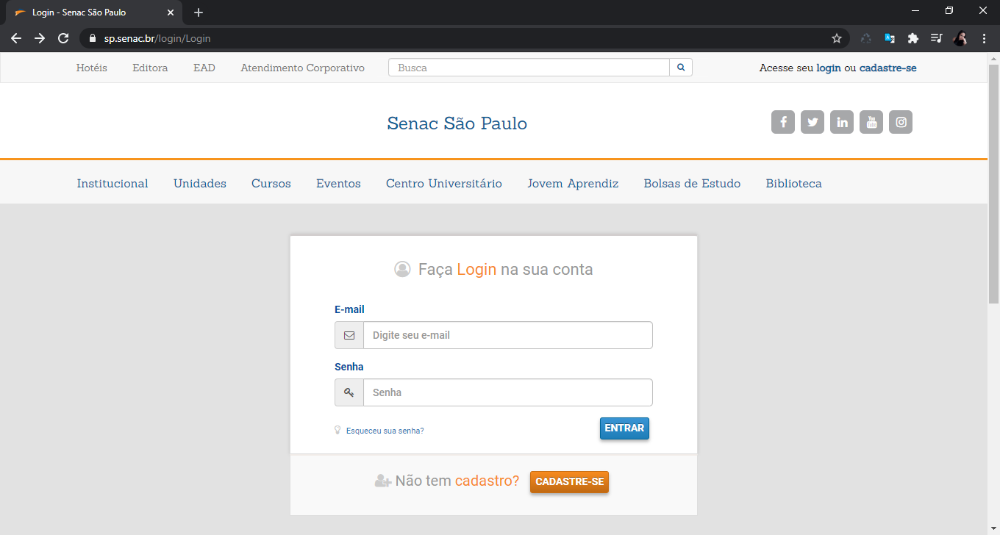 Login - Senac São Paulo
sp.senac.br/login/Login
Hotéis Editora EAD Atendimento Corporativo Busca Acesse seu login ou cadastre-se
Senac São Paulo
Institucional Unidades Cursos Eventos Centro Universitário Jovem Aprendiz Bolsas de Estudo Biblioteca
Faça Login na sua conta
E-mail
Digite seu e-mail
Senha
Senha
Esqueceu sua senha? ENTRAR
Não tem cadastro? CADASTRE-SE